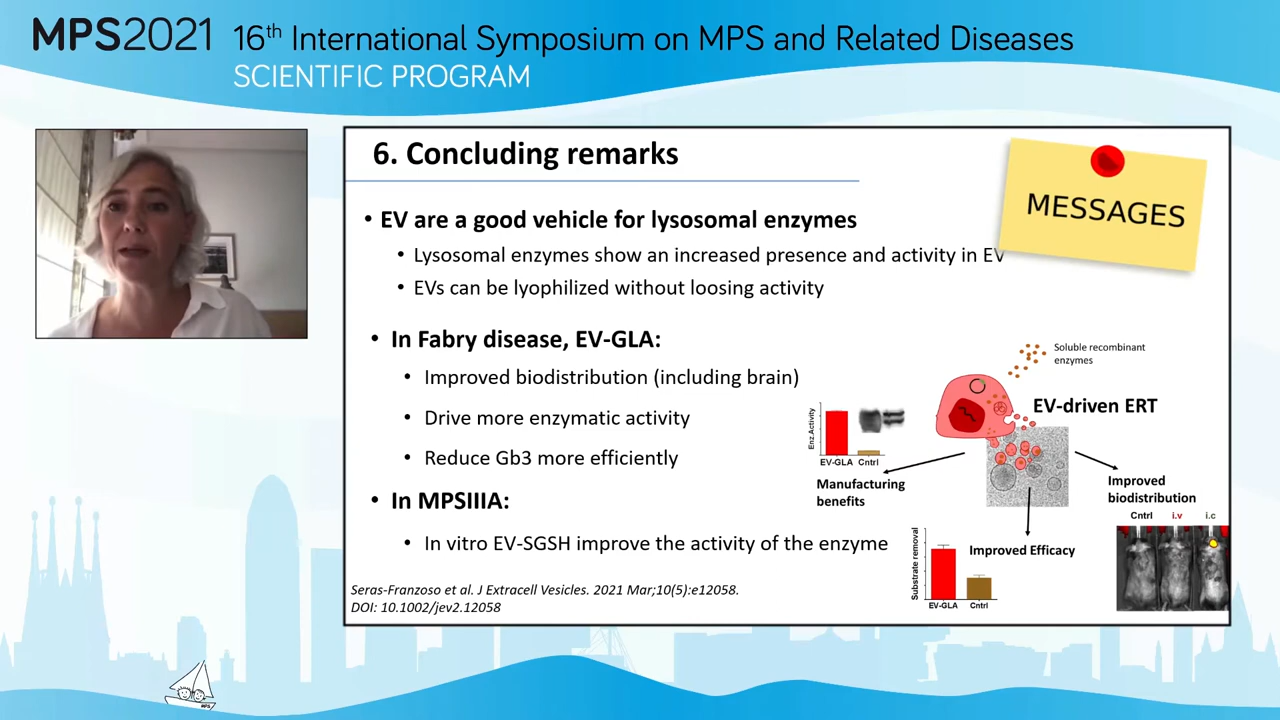 MPS2021 16th International Symposium on MPS and Related Diseases
SCIENTIFIC PROGRAM
6. Concluding remarks
MESSAGES
• EV are a good vehicle for lysosomal enzymes
• Lysosomal enzymes show an increased presence and activity in EV
• EVs can be lyophilized without loosing activity
• In Fabry disease, EV-GLA:
• Improved biodistribution (including brain)
• Drive more enzymatic activity
• Reduce Gb3 more efficiently
• In MPSIIIA:
• In vitro EV-SGSH improve the activity of the enzyme
Seras-Franzoso et al. J Extracell Vesicles. 2021 Mar;10(5):e12058.
DOI: 10.1002/jev2.12058
Soluble recombinant
enzymes
EV-driven ERT
Enz.Activity
EV-GLA Cntrl
Manufacturing
benefits
Improved
biodistribution
Cntrl i.v i.c
Improved Efficacy
Substrate removal
EV-GLA Cntrl
MPS